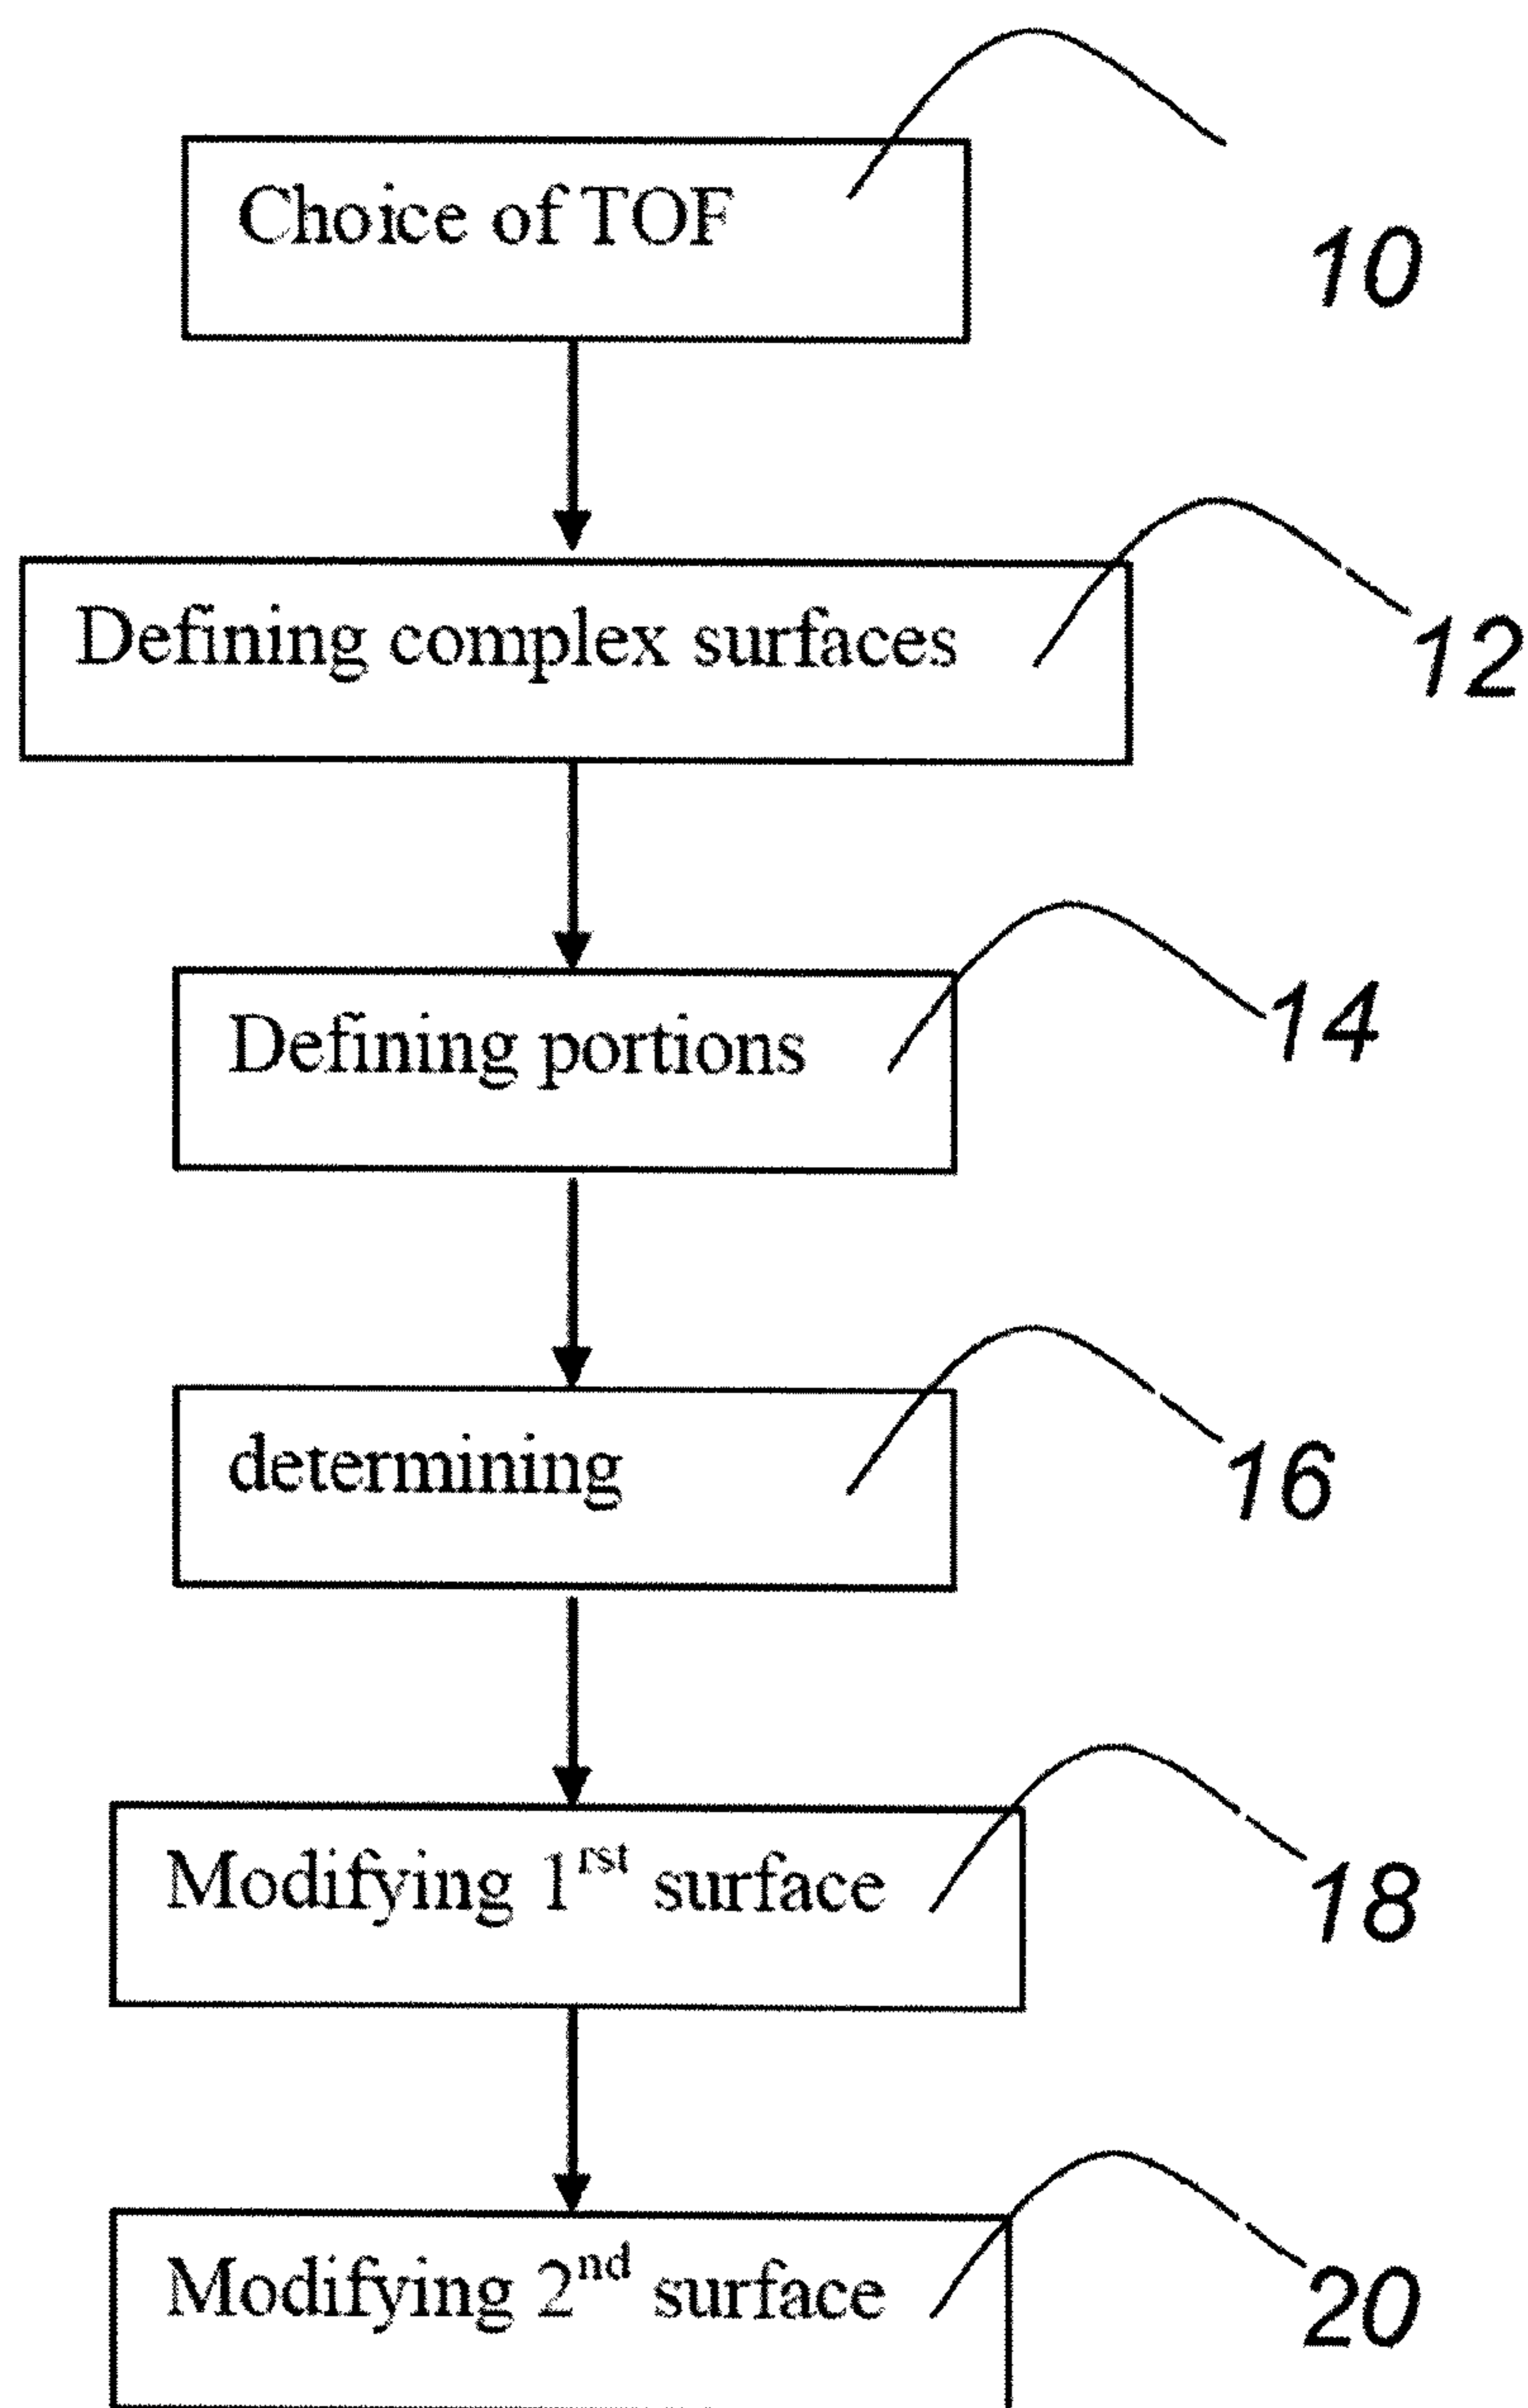 Choice of TOF
10
Defining complex surfaces
12
Defining portions
14
determining
16
Modifying 1rst surface
18
Modifying 2nd surface
20